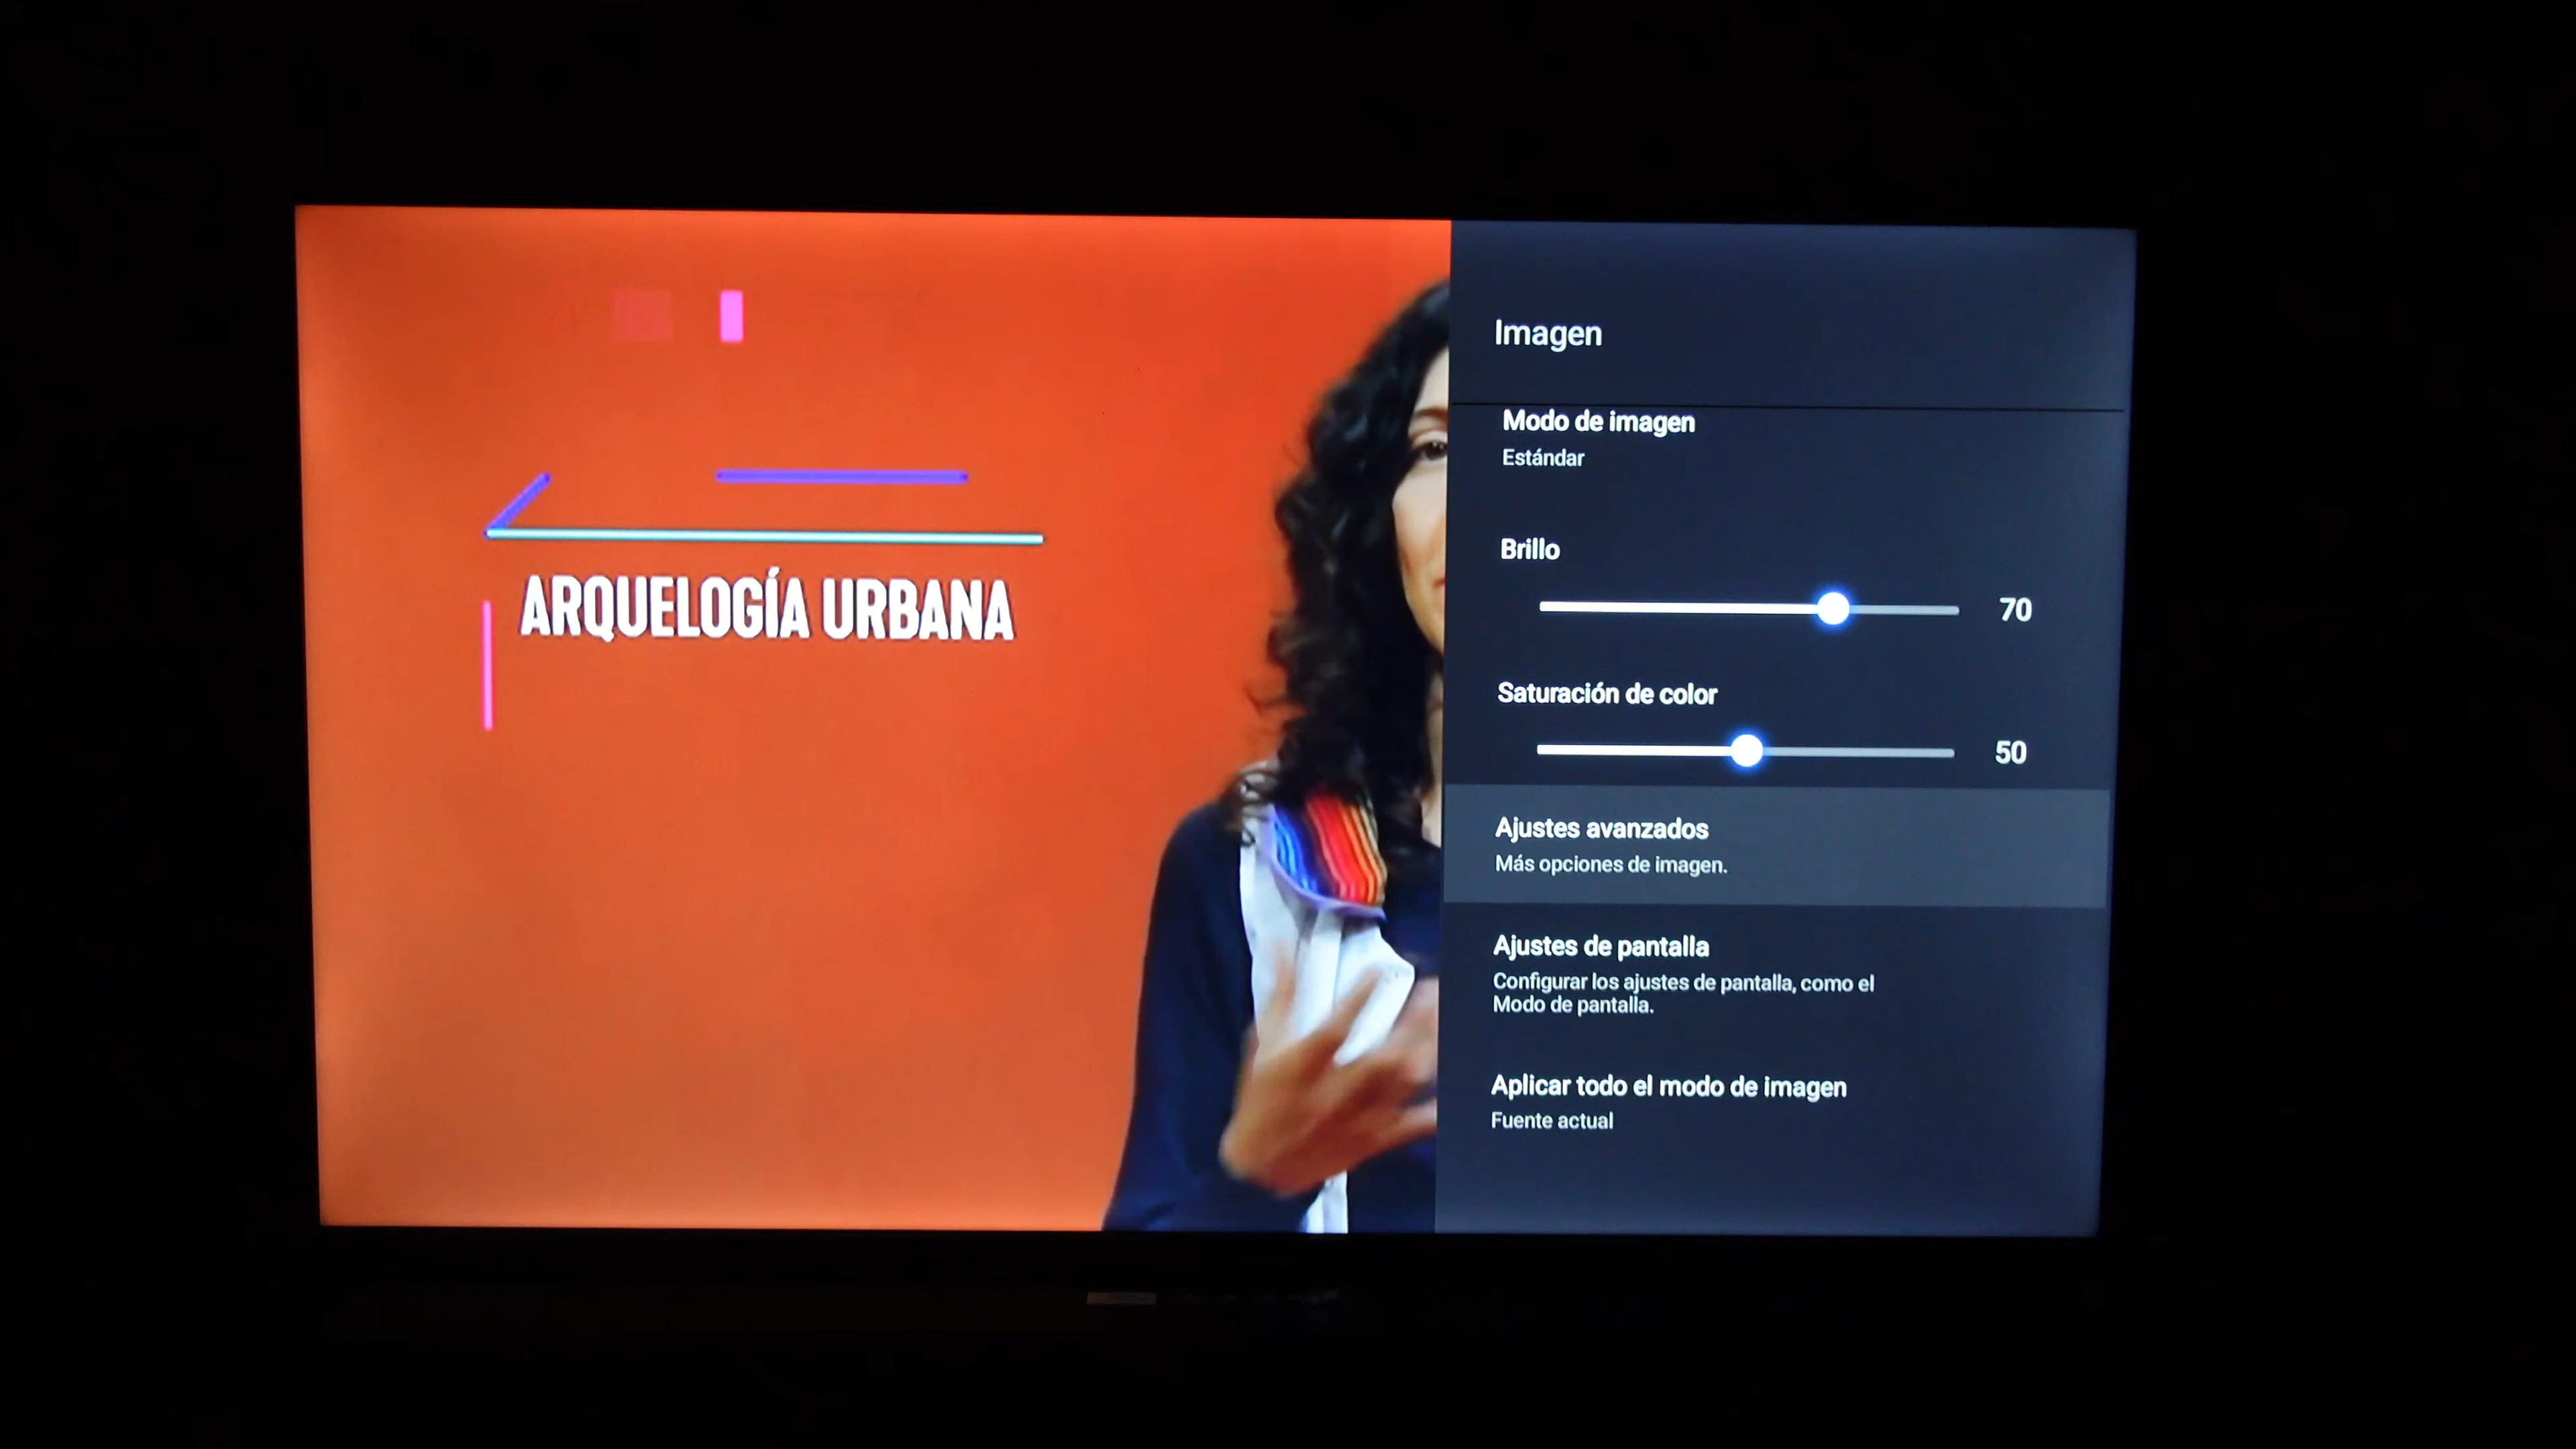 ARQUELOGÍA URBANA
Imagen
Modo de imagen
Estándar
Brillo
70
Saturación de color
50
Ajustes avanzados
Más opciones de imagen.
Ajustes de pantalla
Configurar los ajustes de pantalla, como el
Modo de pantalla.
Aplicar todo el modo de imagen
Fuente actual